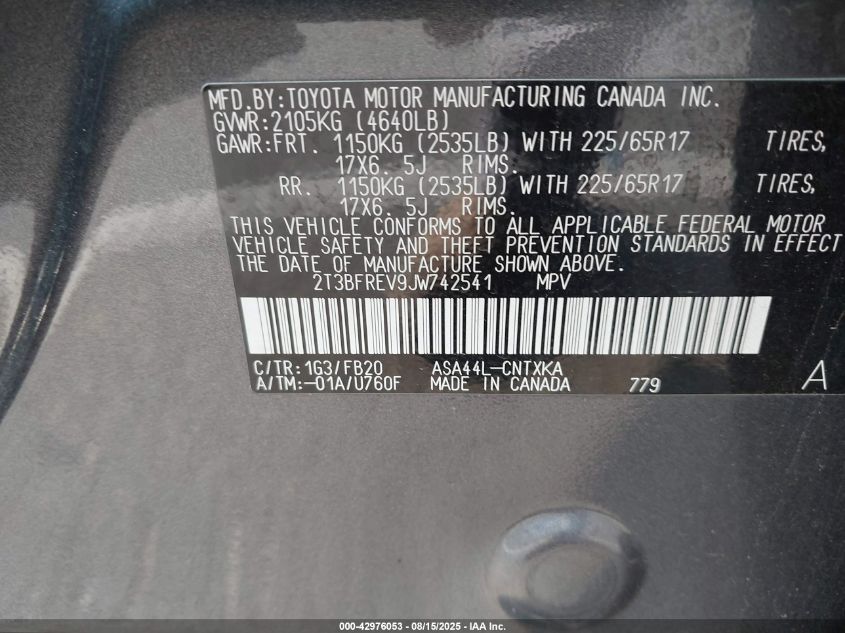 MFD.BY:TOYOTA MOTOR MANUFACTURING CANADA INC.
GVWR:2105KG (4640LB)
GAWR:FRT. 1150KG (2535LB) WITH 225/65R17 TIRES,
17X6. 5J RIMS.
RR. 1150KG (2535LB) WITH 225/65R17 TIRES,
17X6. 5J RIMS.
THIS VEHICLE CONFORMS TO ALL APPLICABLE FEDERAL MOTOR
VEHICLE SAFETY AND THEFT PREVENTION STANDARDS IN EFFECT
THE DATE OF MANUFACTURE SHOWN ABOVE.
2T3BFREV9JW742541 MPV
C/TR:1G3/FB20 ASA44L-CNTXKA
A/TM:-01A/U760F MADE IN CANADA 779 A
000-42976053 - 08/15/2025 - IAA Inc.